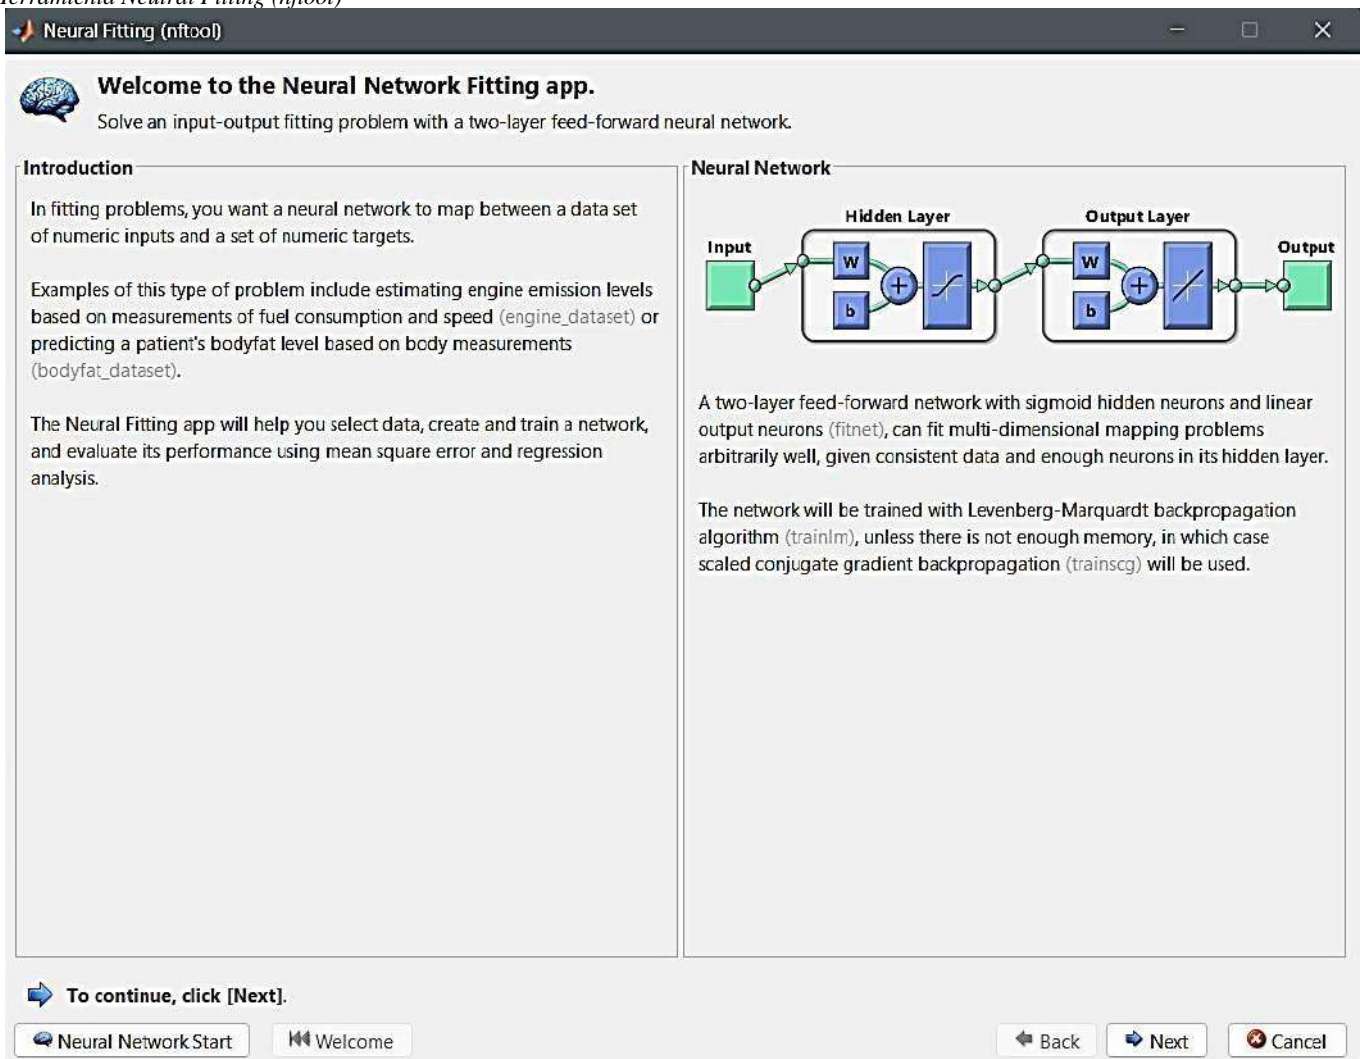 Herramienta Neutral Fitting (nftool)
Neural Fitting (nftool)
Welcome to the Neural Network Fitting app.
Solve an input-output fitting problem with a two-layer feed-forward neural network.
Introduction
In fitting problems, you want a neural network to map between a data set
of numeric inputs and a set of numeric targets.
Examples of this type of problem include estimating engine emission levels
based on measurements of fuel consumption and speed (engine_dataset) or
predicting a patient's bodyfat level based on body measurements
(bodyfat_dataset).
The Neural Fitting app will help you select data, create and train a network,
and evaluate its performance using mean square error and regression
analysis.
Neural Network
Hidden Layer
Output Layer
Input
Output
W
b
+
W
b
+
A two-layer feed-forward network with sigmoid hidden neurons and linear
output neurons (fitnet), can fit multi-dimensional mapping problems
arbitrarily well, given consistent data and enough neurons in its hidden layer.
The network will be trained with Levenberg-Marquardt backpropagation
algorithm (trainlm), unless there is not enough memory, in which case
scaled conjugate gradient backpropagation (trainscg) will be used.
To continue, click [Next].
Neural Network Start
Welcome
Back
Next
Cancel